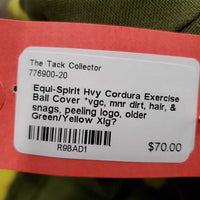 The Tack Collector
776900-20
Equi-Spirit Hvy Cordura Exercise
Ball Cover *vgc, mnr dirt, hair, &
snags, peeling logo, older
Green/Yellow Xlg?
R9BAD1
$70.00